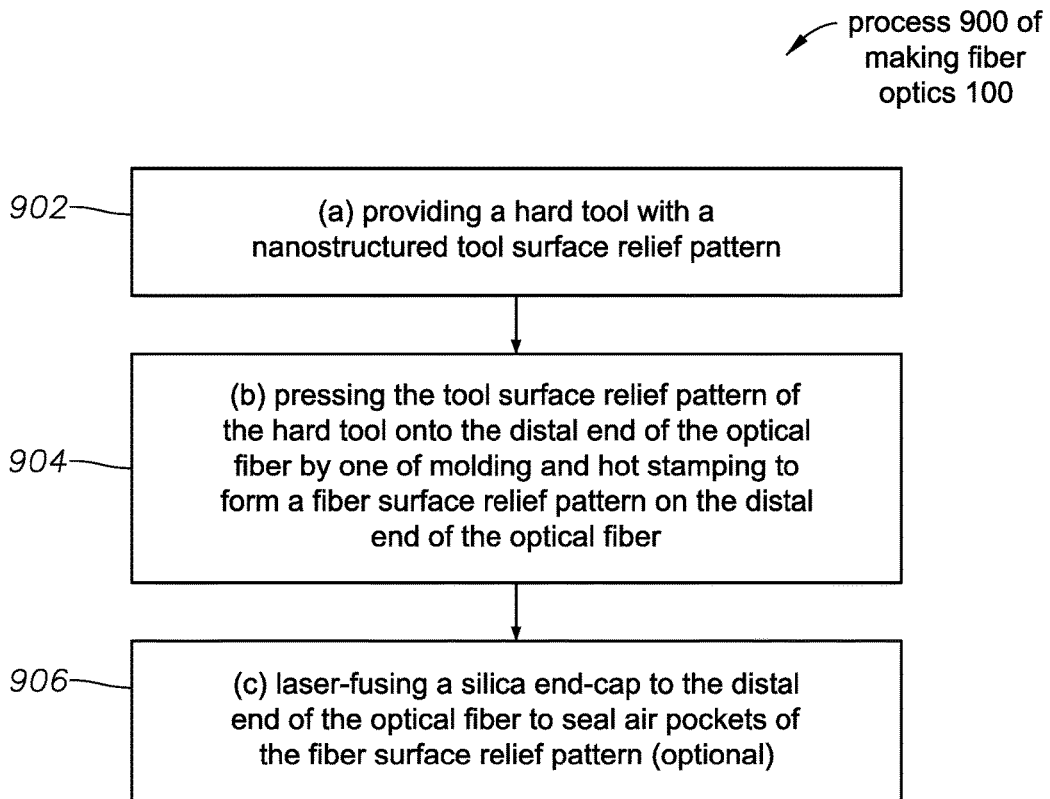 process 900 of
making fiber
optics 100
902
(a) providing a hard tool with a
nanostructured tool surface relief pattern
904
(b) pressing the tool surface relief pattern of
the hard tool onto the distal end of the optical
fiber by one of molding and hot stamping to
form a fiber surface relief pattern on the distal
end of the optical fiber
906
(c) laser-fusing a silica end-cap to the distal
end of the optical fiber to seal air pockets of
the fiber surface relief pattern (optional)